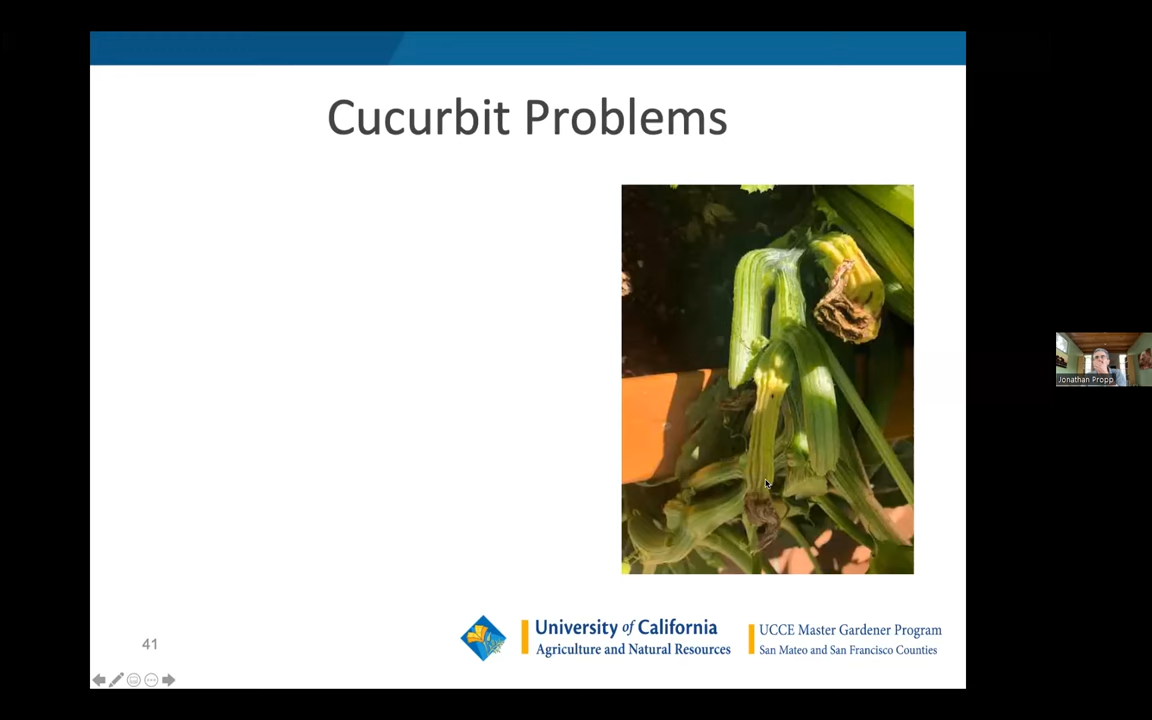 Cucurbit Problems
Jonathan Propp
University of California
Agriculture and Natural Resources
UCCE Master Gardener Program
San Mateo and San Francisco Counties
41